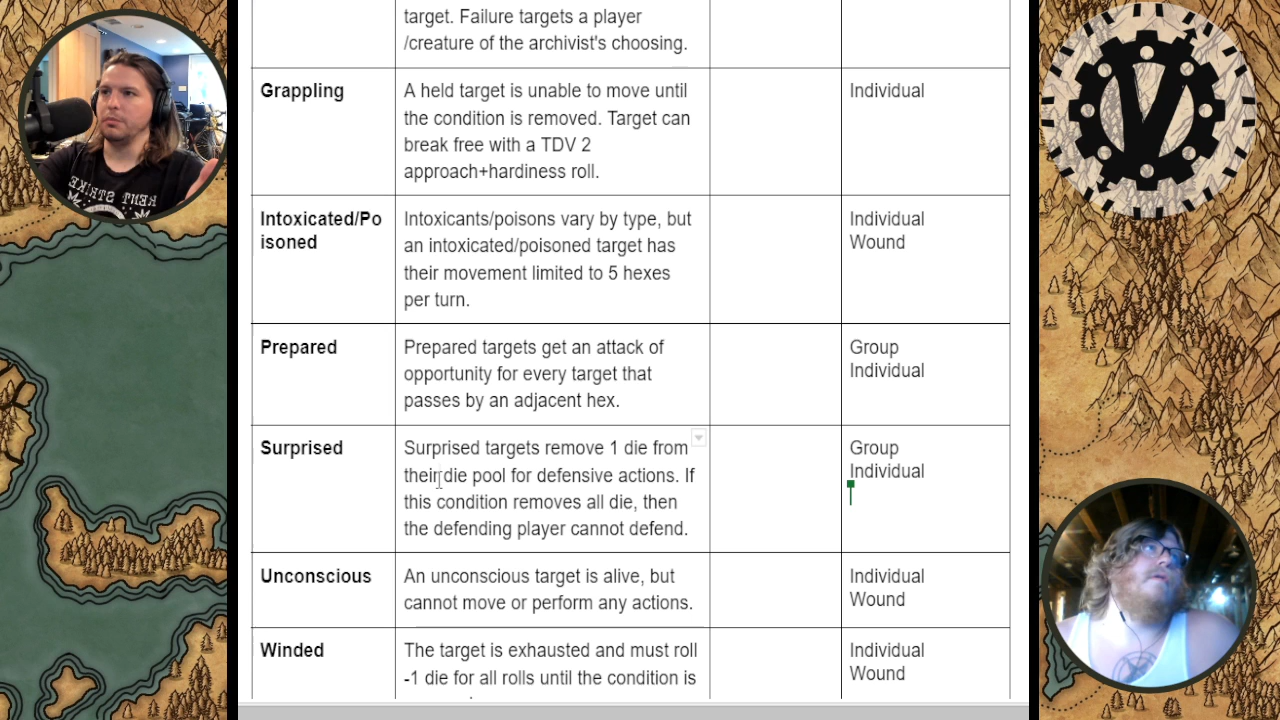 target. Failure targets a player
/creature of the archivist's choosing.
Grappling
A held target is unable to move until
the condition is removed. Target can
break free with a TDV 2
approach+hardiness roll.
Individual
Intoxicated/Po
isoned
Intoxicants/poisons vary by type, but
an intoxicated/poisoned target has
their movement limited to 5 hexes
per turn.
Individual
Wound
Prepared
Prepared targets get an attack of
opportunity for every target that
passes by an adjacent hex.
Group
Individual
Surprised
Surprised targets remove 1 die from
their die pool for defensive actions. If
this condition removes all die, then
the defending player cannot defend.
Group
Individual
Unconscious
An unconscious target is alive, but
cannot move or perform any actions.
Individual
Wound
Winded
The target is exhausted and must roll
-1 die for all rolls until the condition is
Individual
Wound
KENT STRIKE
V